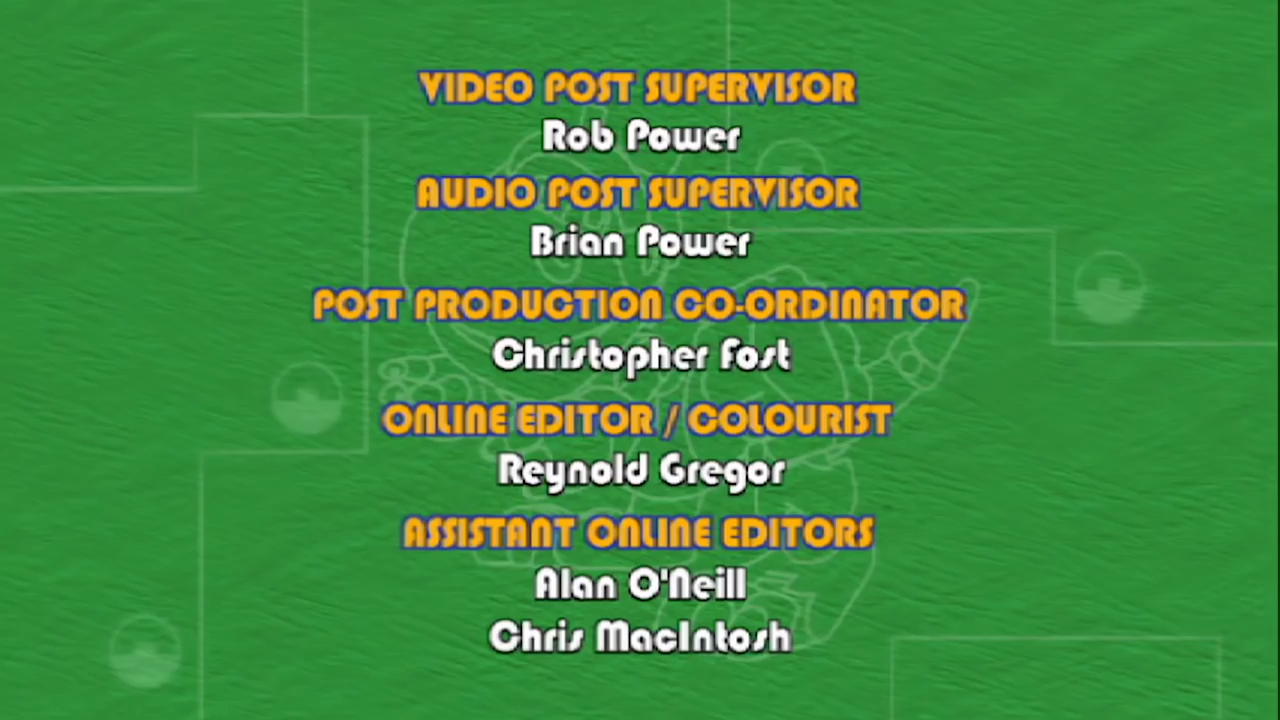 VIDEO POST SUPERVISOR
Rob Power
AUDIO POST SUPERVISOR
Brian Power
POST PRODUCTION CO-ORDINATOR
Christopher Fost
ONLINE EDITOR / COLOURIST
Reynold Gregor
ASSISTANT ONLINE EDITORS
Alan O'Neill
Chris MacIntosh